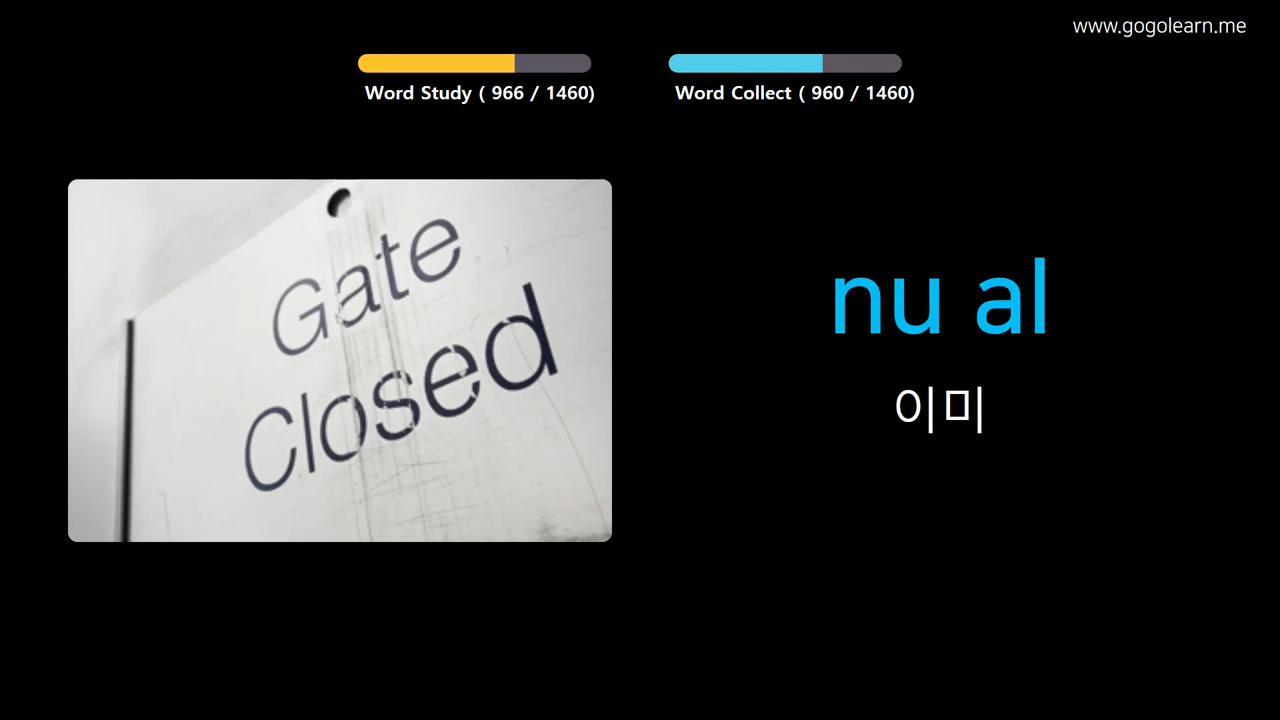 www.gogolearn.me
Word Study ( 966 / 1460)
Word Collect ( 960 / 1460)
Gate
Closed
nu al
이미